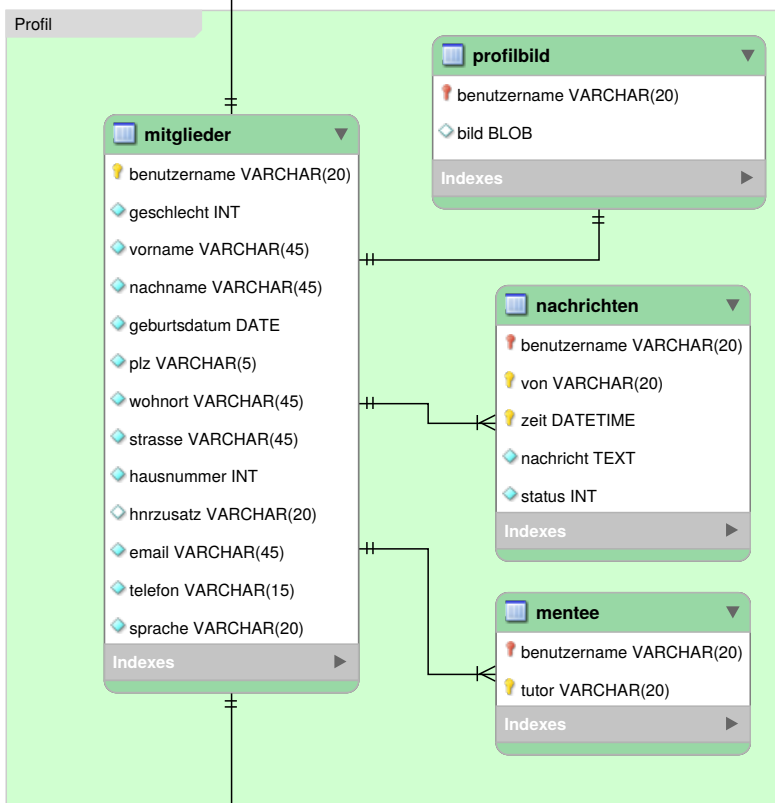 Profil
mitglieder
benutzername VARCHAR(20)
geschlecht INT
vorname VARCHAR(45)
nachname VARCHAR(45)
geburtsdatum DATE
plz VARCHAR(5)
wohnort VARCHAR(45)
strasse VARCHAR(45)
hausnummer INT
hnrzusatz VARCHAR(20)
email VARCHAR(45)
telefon VARCHAR(15)
sprache VARCHAR(20)
Indexes
profilbild
benutzername VARCHAR(20)
bild BLOB
Indexes
nachrichten
benutzername VARCHAR(20)
von VARCHAR(20)
zeit DATETIME
nachricht TEXT
status INT
Indexes
mentee
benutzername VARCHAR(20)
tutor VARCHAR(20)
Indexes